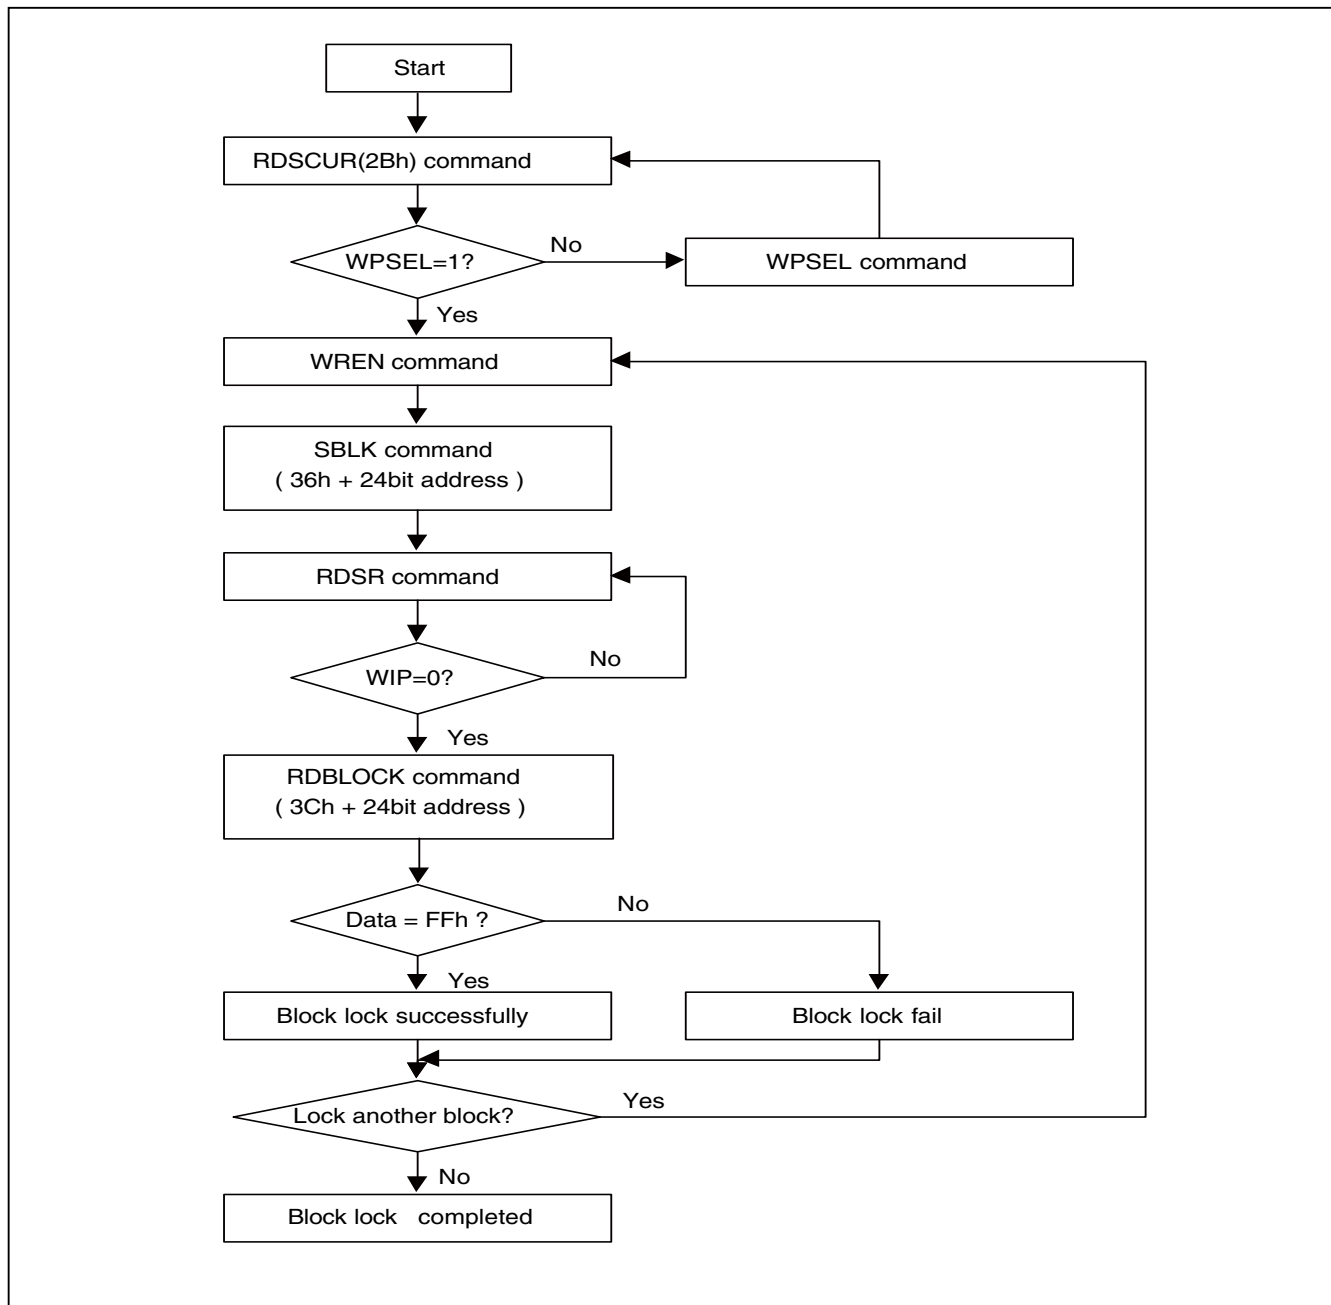 Start
RDSCUR(2Bh) command
WPSEL=1?
No
WPSEL command
Yes
WREN command
SBLK command
( 36h + 24bit address )
RDSR command
WIP=0?
No
Yes
RDBLOCK command
( 3Ch + 24bit address )
Data = FFh ?
No
Yes
Block lock successfully
Block lock fail
Lock another block?
Yes
No
Block lock completed